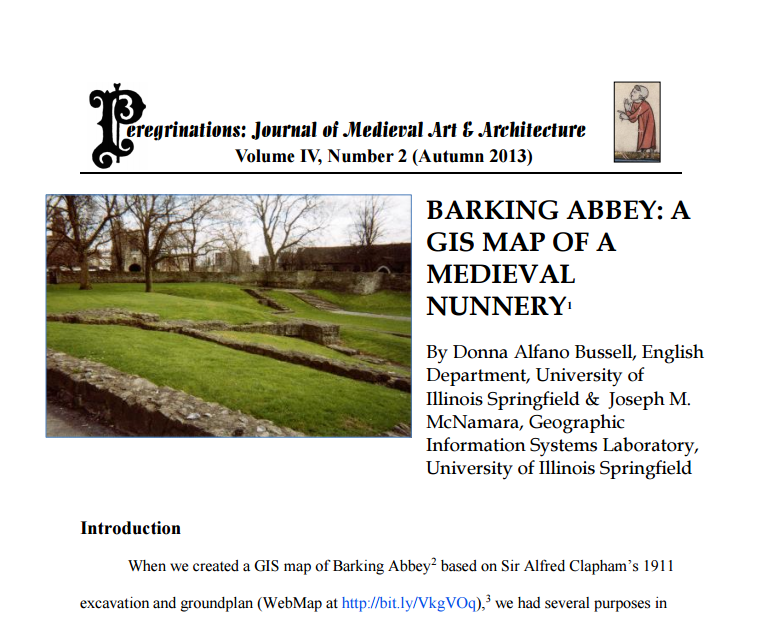 Peregrinations: Journal of Medieval Art & Architecture
Volume IV, Number 2 (Autumn 2013)
BARKING ABBEY: A
GIS MAP OF A
MEDIEVAL
NUNNERY¹
By Donna Alfano Bussell, English
Department, University of
Illinois Springfield & Joseph M.
McNamara, Geographic
Information Systems Laboratory,
University of Illinois Springfield
Introduction
When we created a GIS map of Barking Abbey² based on Sir Alfred Clapham’s 1911
excavation and groundplan (WebMap at http://bit.ly/VkgVOq),³ we had several purposes in